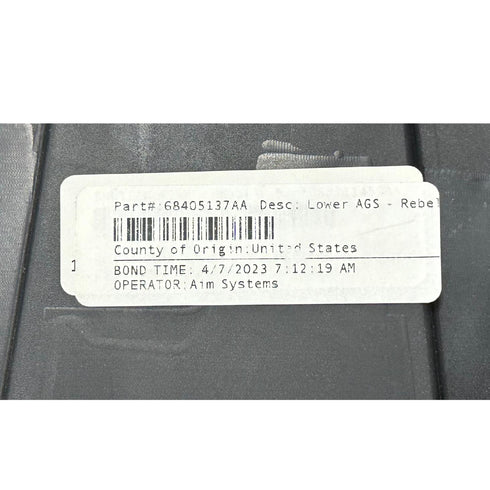 Part#:68405137AA Desc: Lower AGS - Rebel
County of Origin:United States
BOND TIME: 4/7/2023 7:12:19 AM
OPERATOR:Aim Systems